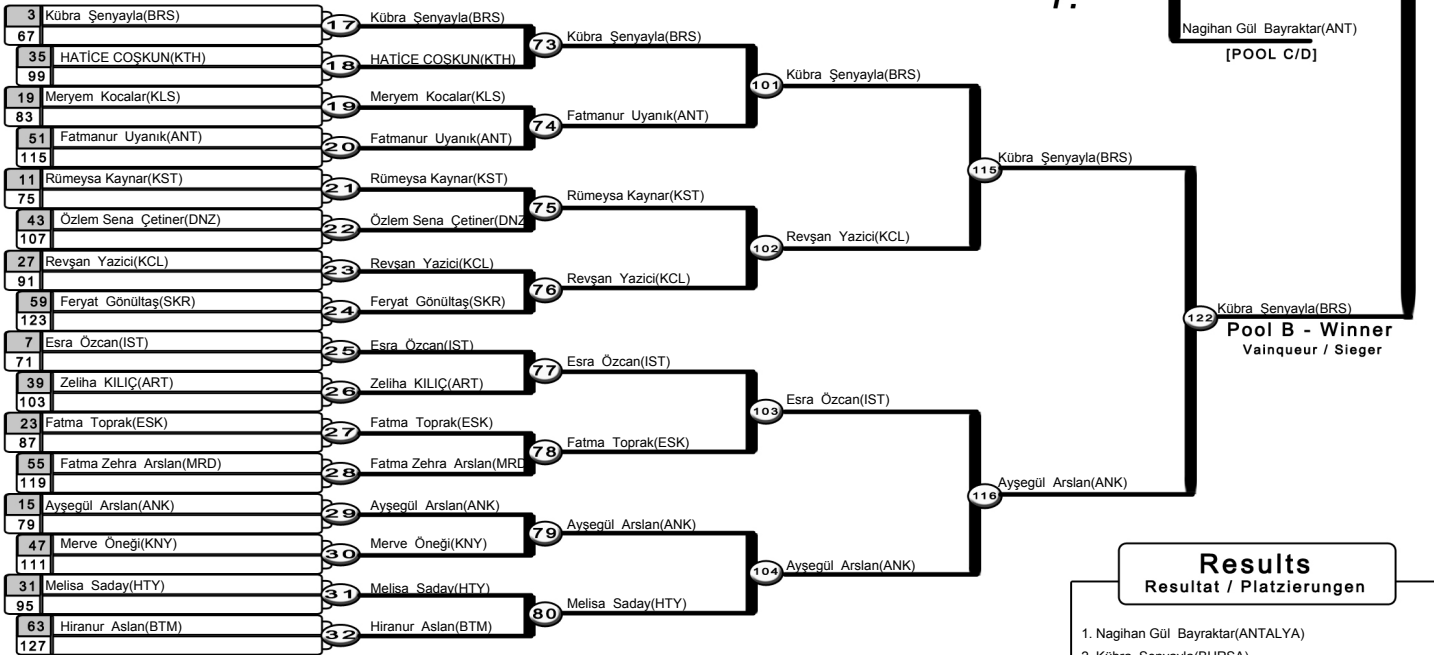 3 Kübra Şenyayla(BRS)
67
35 HATİCE COŞKUN(KTH)
99
19 Meryem Kocalar(KLS)
83
51 Fatmanur Uyanık(ANT)
115
11 Rümeysa Kaynar(KST)
75
43 Özlem Sena Çetiner(DNZ)
107
27 Revşan Yazici(KCL)
91
59 Feryat Gönültaş(SKR)
123
7 Esra Özcan(IST)
71
39 Zeliha KILIÇ(ART)
103
23 Fatma Toprak(ESK)
87
55 Fatma Zehra Arslan(MRD)
119
15 Ayşegül Arslan(ANK)
79
47 Merve Öneği(KNY)
111
31 Melisa Saday(HTY)
95
63 Hiranur Aslan(BTM)
127
17 Kübra Şenyayla(BRS)
18 HATİCE COŞKUN(KTH)
19 Meryem Kocalar(KLS)
20 Fatmanur Uyanık(ANT)
21 Rümeysa Kaynar(KST)
22 Özlem Sena Çetiner(DNZ
23 Revşan Yazici(KCL)
24 Feryat Gönültaş(SKR)
25 Esra Özcan(IST)
26 Zeliha KILIÇ(ART)
27 Fatma Toprak(ESK)
28 Fatma Zehra Arslan(MRD
29 Ayşegül Arslan(ANK)
30 Merve Öneği(KNY)
31 Melisa Saday(HTY)
32 Hiranur Aslan(BTM)
73 Kübra Şenyayla(BRS)
74 Fatmanur Uyanık(ANT)
75 Rümeysa Kaynar(KST)
76 Revşan Yazici(KCL)
77 Esra Özcan(IST)
78 Fatma Toprak(ESK)
79 Ayşegül Arslan(ANK)
80 Melisa Saday(HTY)
101 Kübra Şenyayla(BRS)
102 Revşan Yazici(KCL)
103 Esra Özcan(IST)
104 Ayşegül Arslan(ANK)
115 Kübra Şenyayla(BRS)
116 Ayşegül Arslan(ANK)
122 Kübra Şenyayla(BRS)
Pool B - Winner
Vainqueur / Sieger
Nagihan Gül Bayraktar(ANT)
[POOL C/D]
Results
Resultat / Platzierungen
1. Nagihan Gül Bayraktar(ANTALYA)
2. Kübra Şenyayla(BURSA)